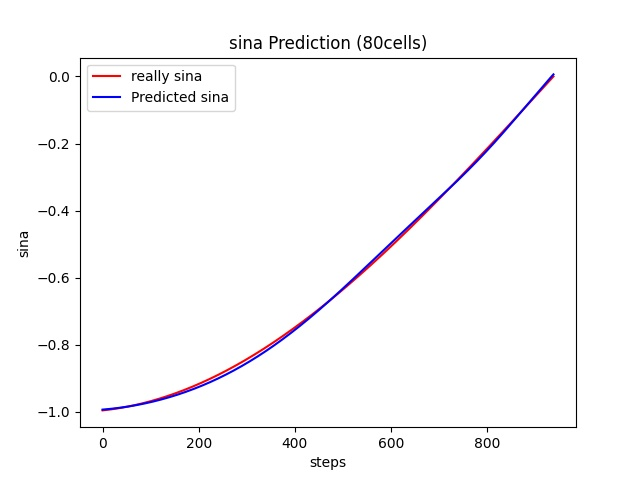 sina Prediction (80cells)
really sina
Predicted sina
0.0
−0.2
−0.4
−0.6
−0.8
−1.0
sina
0 200 400 600 800
steps